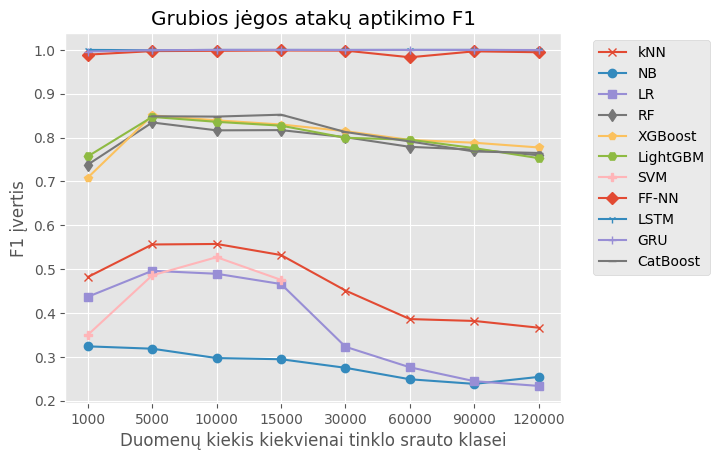 Grubios jėgos atakų aptikimo F1
F1 įvertis
1.0
0.9
0.8
0.7
0.6
0.5
0.4
0.3
0.2
1000 5000 10000 15000 30000 60000 90000 120000
Duomenų kiekis kiekvienai tinklo srauto klasei
kNN
NB
LR
RF
XGBoost
LightGBM
SVM
FF-NN
LSTM
GRU
CatBoost